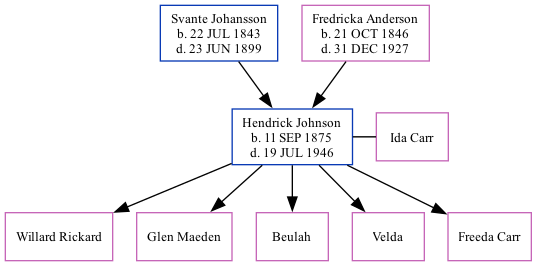 Svante Johansson
b. 22 JUL 1843
d. 23 JUN 1899
Fredricka Anderson
b. 21 OCT 1846
d. 31 DEC 1927
Hendrick Johnson
b. 11 SEP 1875
d. 19 JUL 1946
Ida Carr
Willard Rickard
Glen Maeden
Beulah
Velda
Freeda Carr